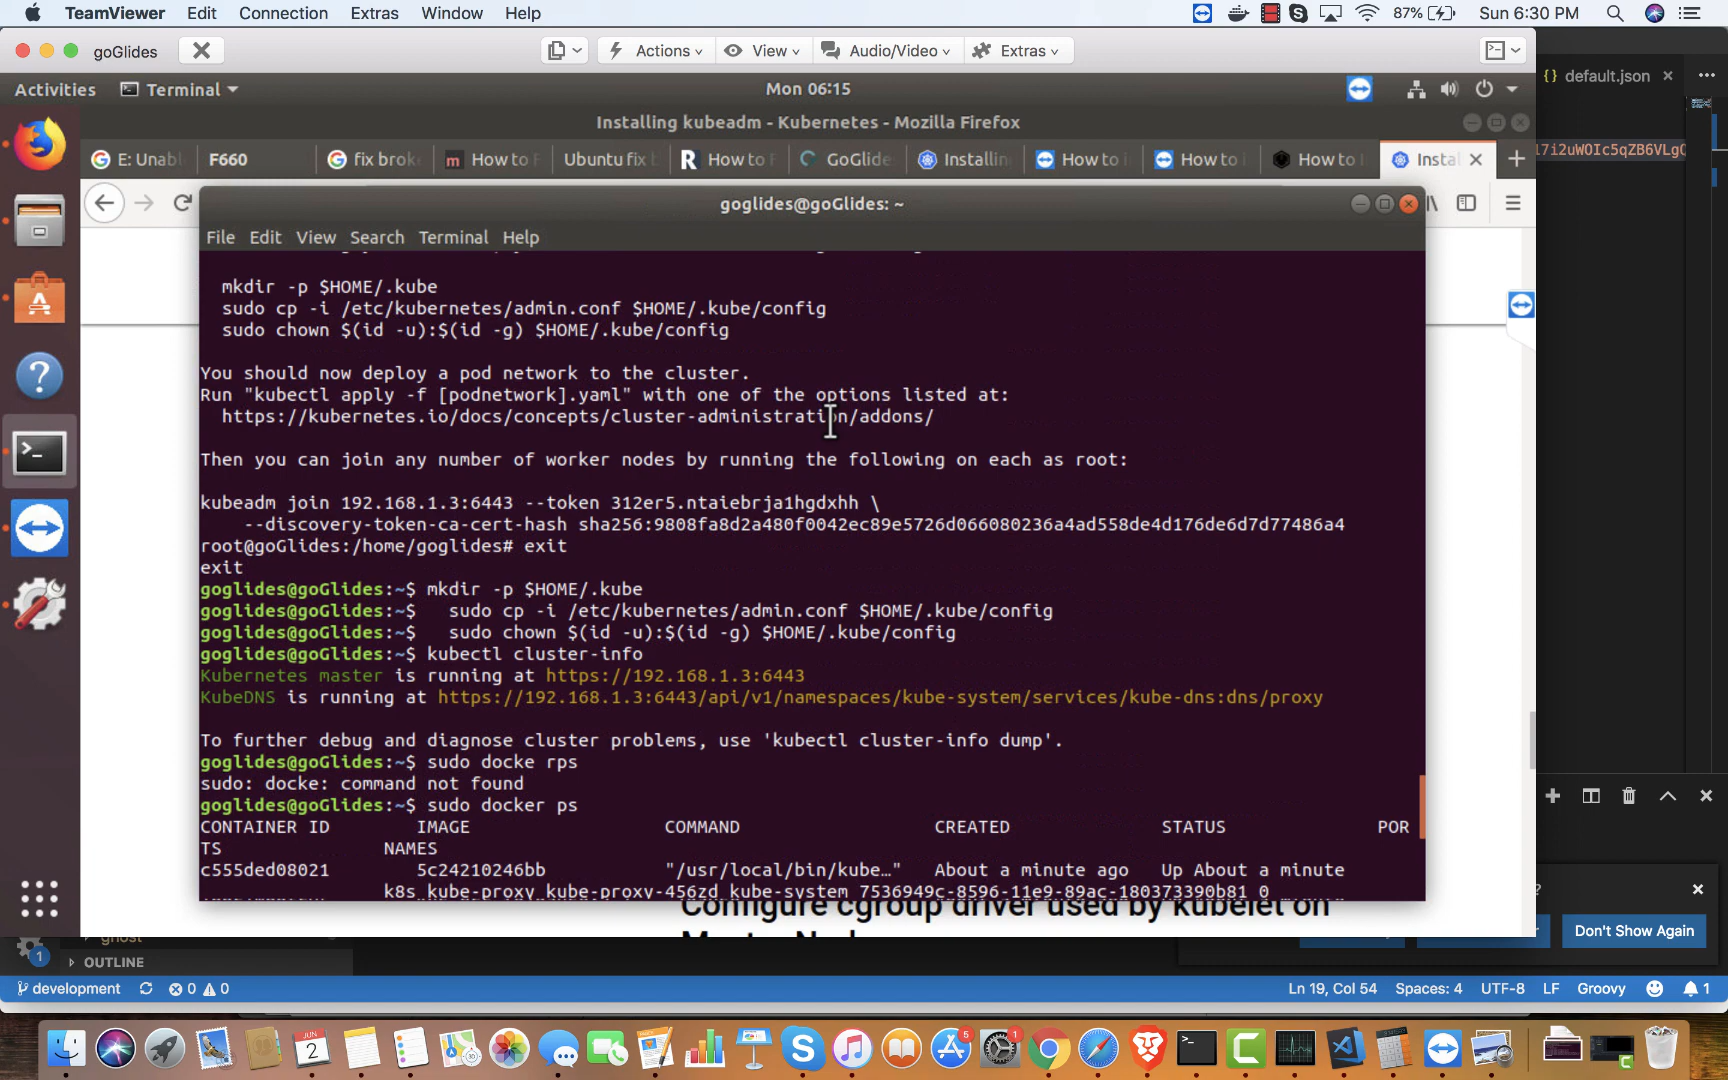 TeamViewer Edit Connection Extras Window Help 87% Sun 6:30 PM
goGlides Actions View Audio/Video Extras
default.json
Activities Terminal Mon 06:15
Installing kubeadm - Kubernetes - Mozilla Firefox
E: Unab F660 fix brok How to F Ubuntu fix GoGlide Installin How to How to How to Insta
l7i2uWOIc5qZB6VLgC
goglides@goGlides: ~
File Edit View Search Terminal Help
mkdir -p $HOME/.kube
sudo cp -i /etc/kubernetes/admin.conf $HOME/.kube/config
sudo chown $(id -u):$(id -g) $HOME/.kube/config
You should now deploy a pod network to the cluster.
Run "kubectl apply -f [podnetwork].yaml" with one of the options listed at:
https://kubernetes.io/docs/concepts/cluster-administration/addons/
Then you can join any number of worker nodes by running the following on each as root:
kubeadm join 192.168.1.3:6443 --token 312er5.ntaiebrja1hgdxhh \
--discovery-token-ca-cert-hash sha256:9808fa8d2a480f0042ec89e5726d066080236a4ad558de4d176de6d7d77486a4
root@goGlides:/home/goglides# exit
exit
goglides@goGlides:~$ mkdir -p $HOME/.kube
goglides@goGlides:~$ sudo cp -i /etc/kubernetes/admin.conf $HOME/.kube/config
goglides@goGlides:~$ sudo chown $(id -u):$(id -g) $HOME/.kube/config
goglides@goGlides:~$ kubectl cluster-info
Kubernetes master is running at https://192.168.1.3:6443
KubeDNS is running at https://192.168.1.3:6443/api/v1/namespaces/kube-system/services/kube-dns:dns/proxy
To further debug and diagnose cluster problems, use 'kubectl cluster-info dump'.
goglides@goGlides:~$ sudo docke rps
sudo: docke: command not found
goglides@goGlides:~$ sudo docker ps
CONTAINER ID IMAGE COMMAND CREATED STATUS POR
TS NAMES
c555ded08021 5c24210246bb "/usr/local/bin/kube…" About a minute ago Up About a minute
k8s_kube-proxy_kube-proxy-456zd_kube-system_7536949c-8596-11e9-89ac-180373390b81_0
Configure cgroup driver used by kubelet on
?
Don't Show Again
ghost
1 OUTLINE
development 0 0 Ln 19, Col 54 Spaces: 4 UTF-8 LF Groovy 1
JUN
2
5
1